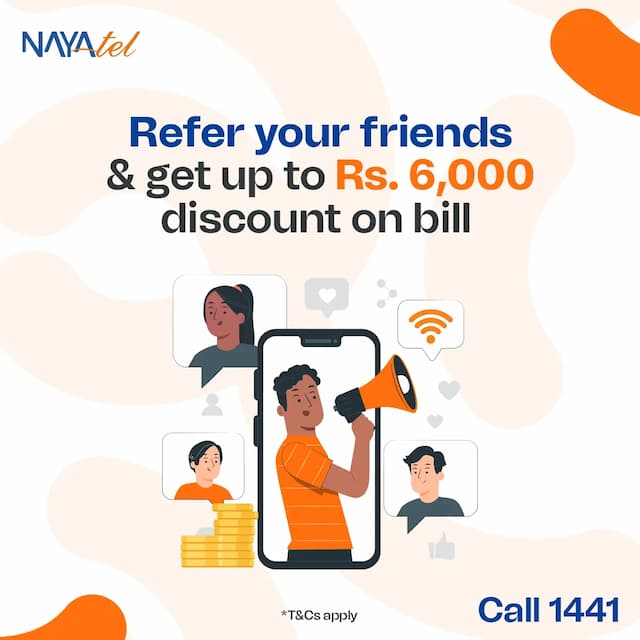 NAYAtel
Refer your friends
& get up to Rs. 6,000
discount on bill
*T&Cs apply
Call 1441